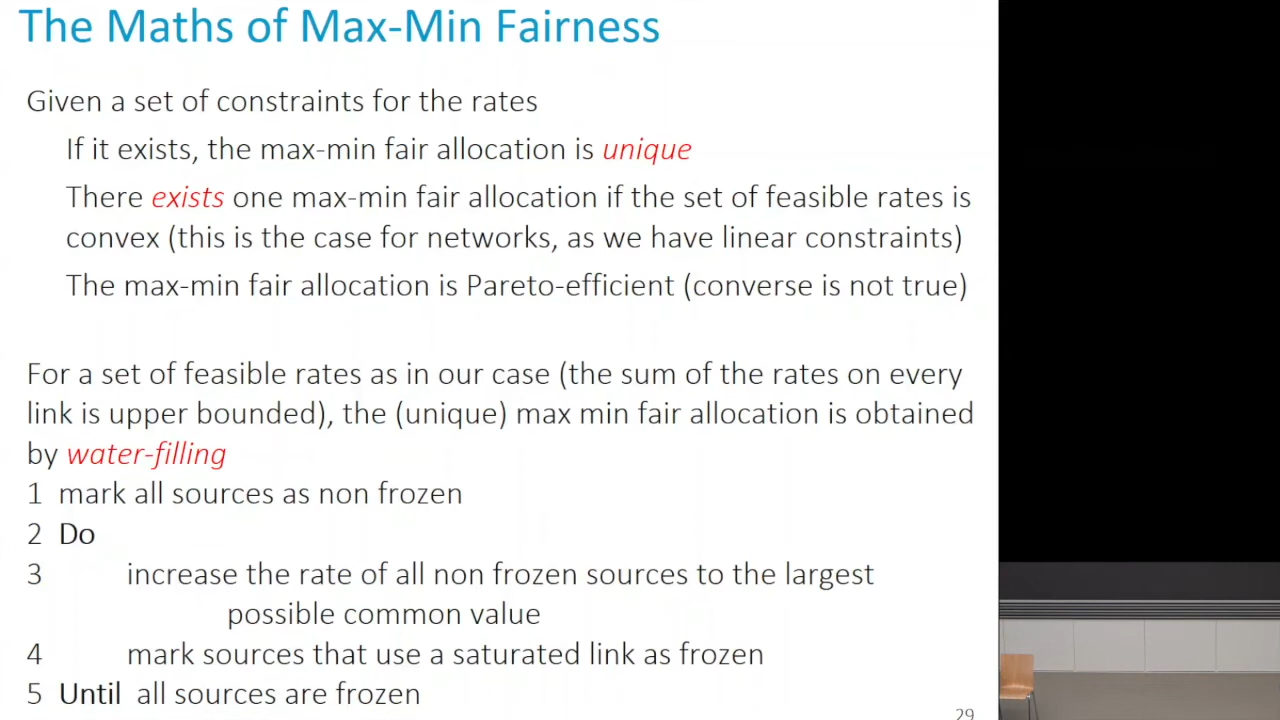 The Maths of Max-Min Fairness
Given a set of constraints for the rates
If it exists, the max-min fair allocation is unique
There exists one max-min fair allocation if the set of feasible rates is
convex (this is the case for networks, as we have linear constraints)
The max-min fair allocation is Pareto-efficient (converse is not true)
For a set of feasible rates as in our case (the sum of the rates on every
link is upper bounded), the (unique) max min fair allocation is obtained
by water-filling
1 mark all sources as non frozen
2 Do
3 increase the rate of all non frozen sources to the largest
possible common value
4 mark sources that use a saturated link as frozen
5 Until all sources are frozen
29